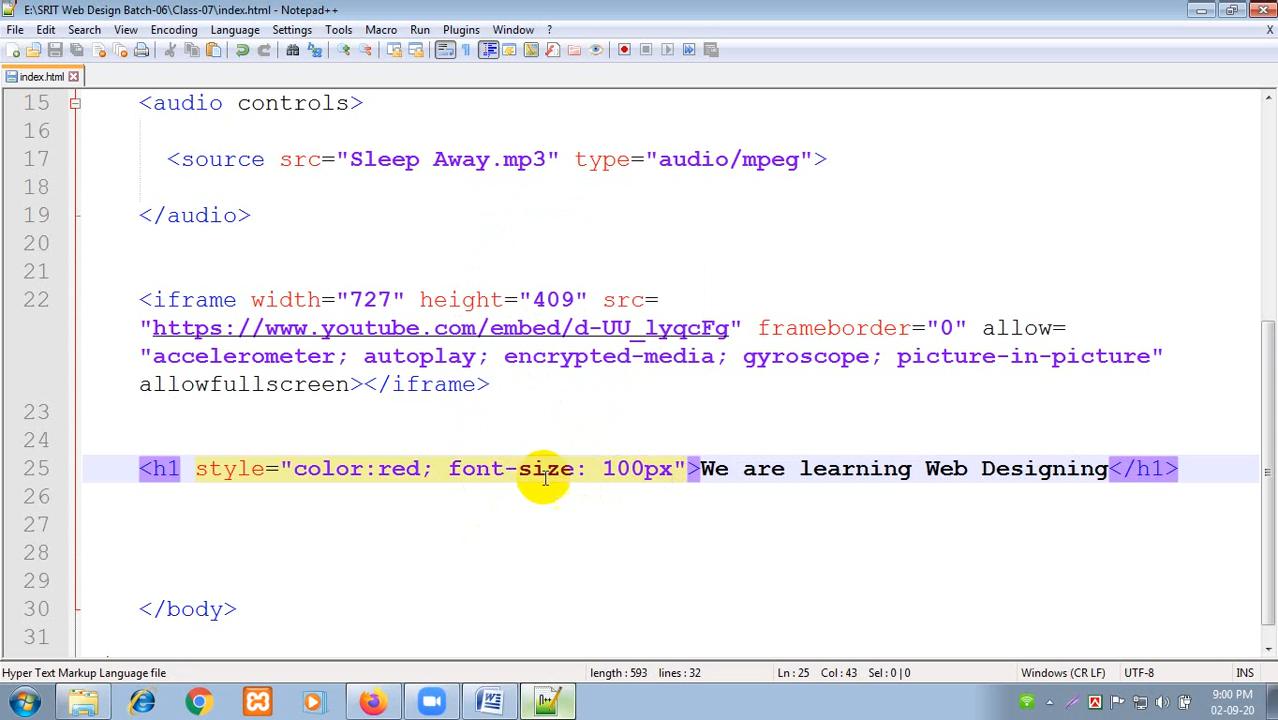 E:\SRIT Web Design Batch-06\Class-07\index.html - Notepad++
File Edit Search View Encoding Language Settings Tools Macro Run Plugins Window ? X
index.html
15 <audio controls>
16
17 <source src="Sleep Away.mp3" type="audio/mpeg">
18
19 </audio>
20
21
22 <iframe width="727" height="409" src=
"https://www.youtube.com/embed/d-UU_lyqcFg" frameborder="0" allow=
"accelerometer; autoplay; encrypted-media; gyroscope; picture-in-picture"
allowfullscreen></iframe>
23
24
25 <h1 style="color:red; font-size: 100px">We are learning Web Designing</h1>
26
27
28
29
30 </body>
31
Hyper Text Markup Language file length : 593 lines : 32 Ln : 25 Col : 43 Sel : 0 | 0 Windows (CR LF) UTF-8 INS
9:00 PM
02-09-20